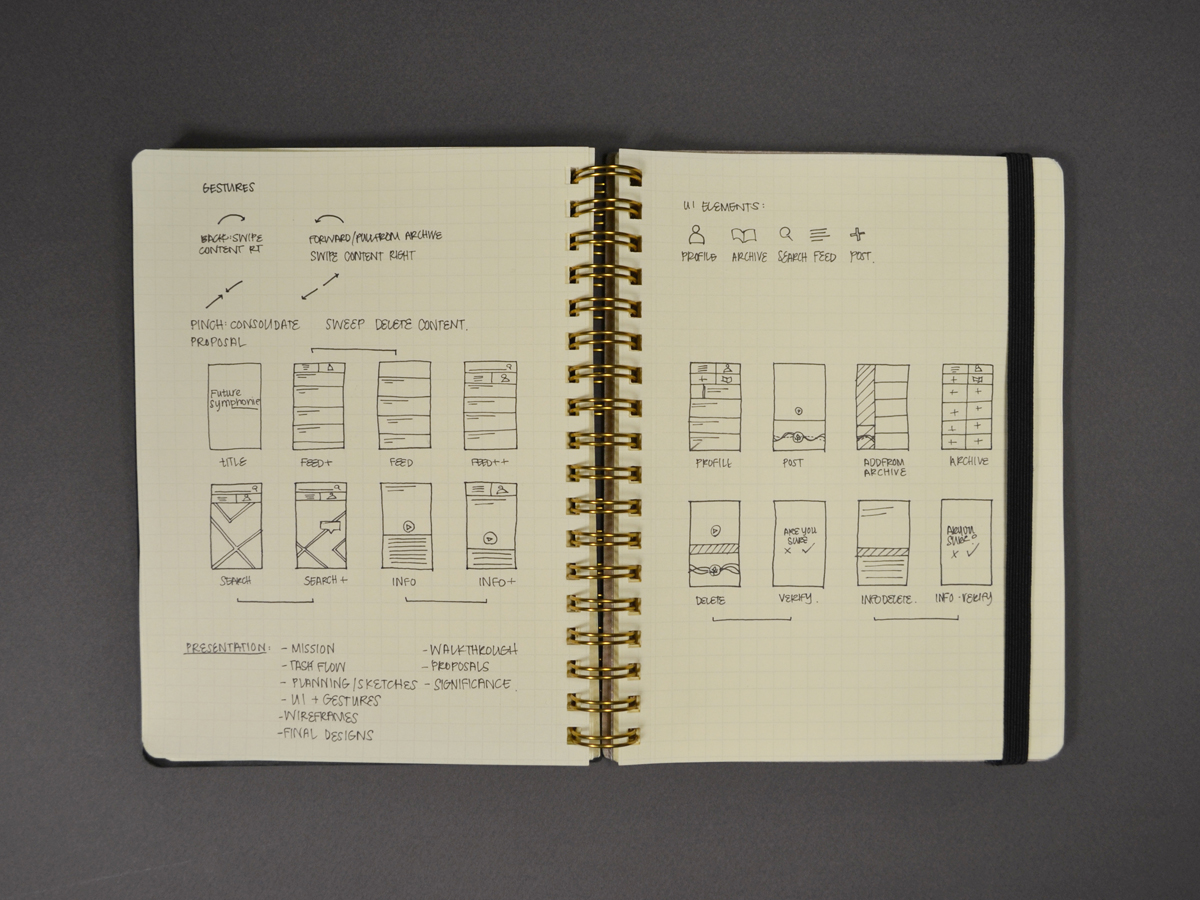 GESTURES
BACK: SWIPE
CONTENT RT
FORWARD/PULL FROM ARCHIVE
SWIPE CONTENT RIGHT
PINCH: CONSOLIDATE
PROPOSAL
SWEEP DELETE CONTENT.
Future
Symphonie
TITLE
FEED+
FEED
FEED++
SEARCH
SEARCH +
INFO
INFO+
PRESENTATION:
- MISSION
- TASK FLOW
- PLANNING/SKETCHES
- UI + GESTURES
- WIREFRAMES
- FINAL DESIGNS
- WALKTHROUGH
- PROPOSALS
- SIGNIFICANCE.
UI ELEMENTS:
PROFILE ARCHIVE SEARCH FEED POST.
PROFILE
POST
ADD FROM
ARCHIVE
ARCHIVE
ARE YOU
SURE?
ARE YOU
SURE?
DELETE
VERIFY.
INFO DELETE.
INFO - VERIFY